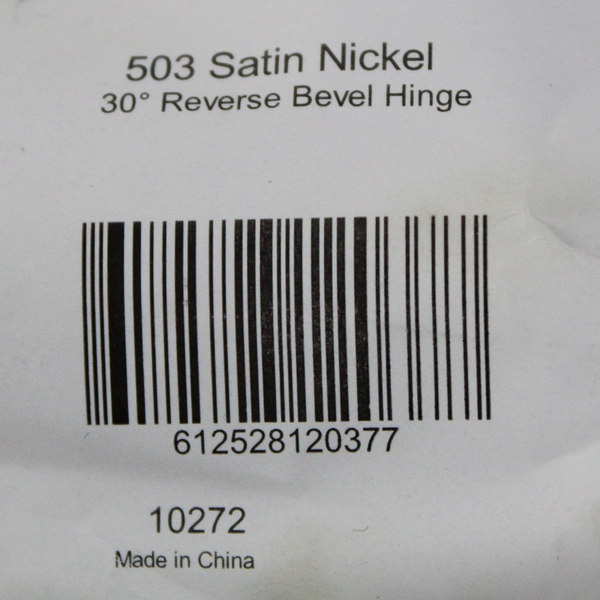 503 Satin Nickel
30° Reverse Bevel Hinge
612528120377
10272
Made in China